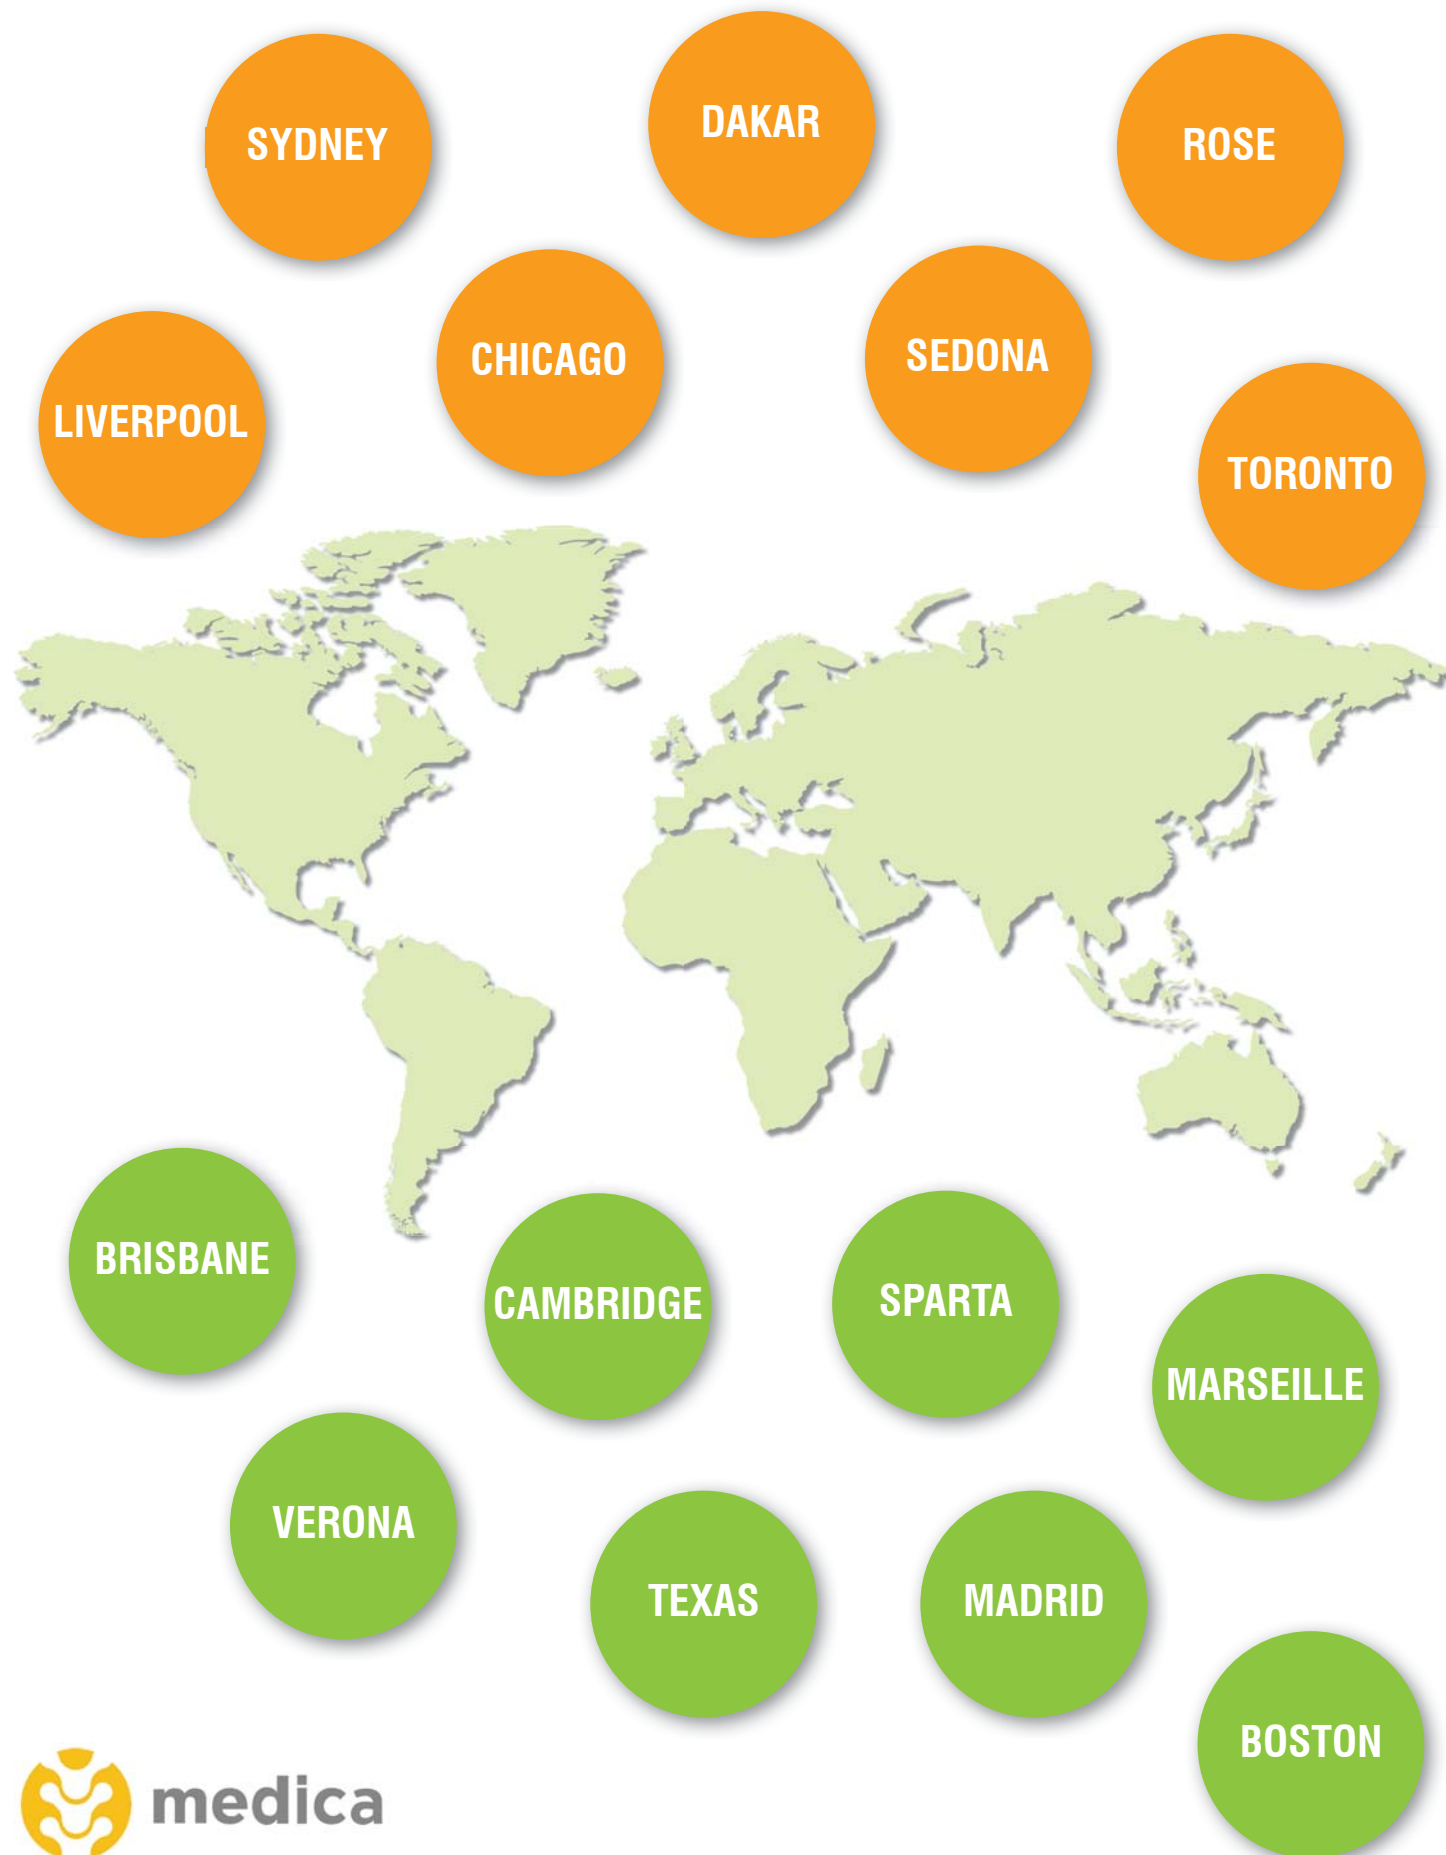 DAKAR
SYDNEY
ROSE
CHICAGO
SEDONA
LIVERPOOL
TORONTO
BRISBANE
CAMBRIDGE
SPARTA
MARSEILLE
VERONA
TEXAS
MADRID
BOSTON
medica